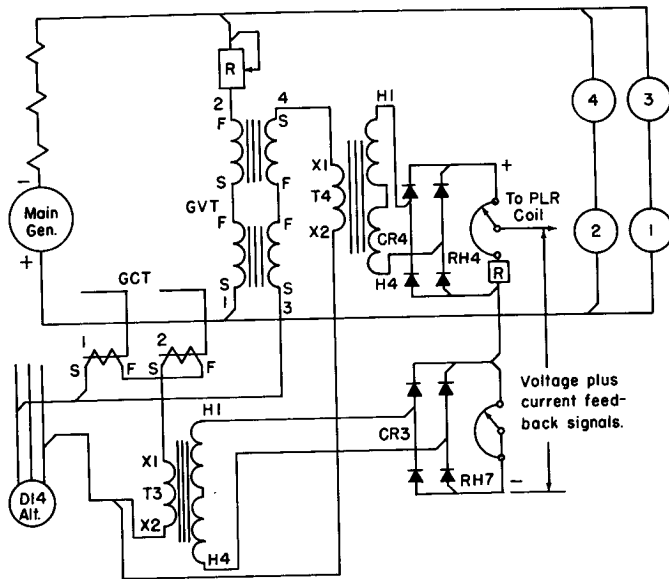 R
2
F
4
S
H1
4
3
-
Main
Gen.
+
S
F
X1
T4
X2
+
To PLR
Coil
GVT
F
S
CR4
RH4
2
1
H4
R
GCT
S
1
F
3
1
S
F
2
S
F
H1
Voltage plus
current feed-
back signals.
CR3
X1
T3
X2
RH7
-
D14
Alt.
H4